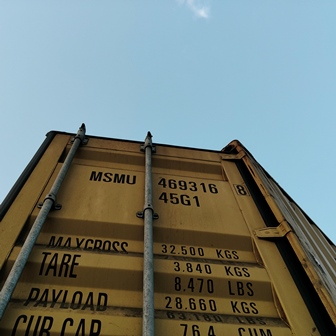 MSMU 469316 8
45G1
MAXGROSS 32.500 KGS
TARE 3.840 KGS
8.470 LBS
PAYLOAD 28.660 KGS
CUB CAP 76.4 CUM